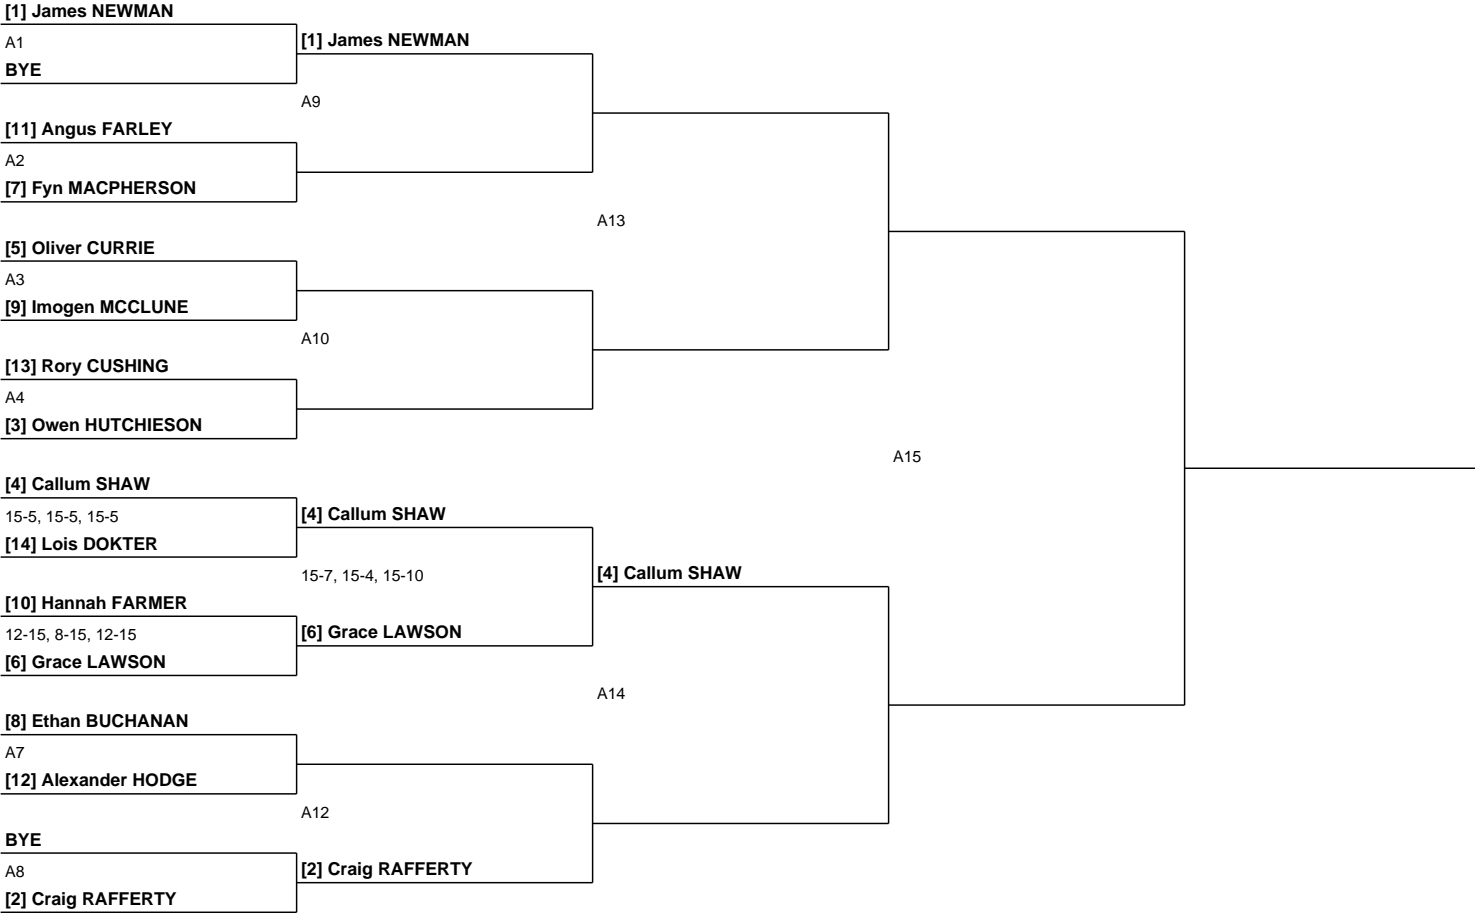 [1] James NEWMAN
A1
BYE
[1] James NEWMAN
A9
[11] Angus FARLEY
A2
[7] Fyn MACPHERSON
A13
[5] Oliver CURRIE
A3
[9] Imogen MCCLUNE
A10
[13] Rory CUSHING
A4
[3] Owen HUTCHIESON
A15
[4] Callum SHAW
15-5, 15-5, 15-5
[14] Lois DOKTER
[4] Callum SHAW
15-7, 15-4, 15-10
[4] Callum SHAW
[10] Hannah FARMER
12-15, 8-15, 12-15
[6] Grace LAWSON
[6] Grace LAWSON
A14
[8] Ethan BUCHANAN
A7
[12] Alexander HODGE
A12
BYE
A8
[2] Craig RAFFERTY
[2] Craig RAFFERTY